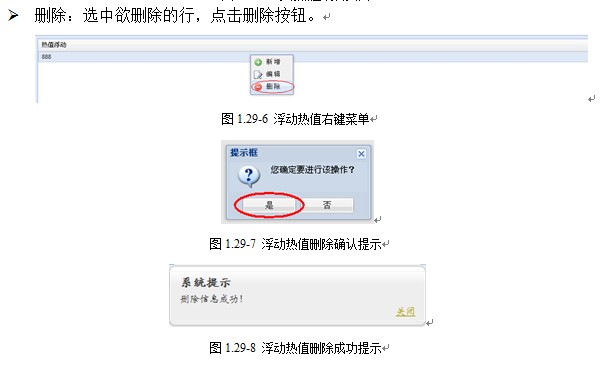 ➢ 删除：选中欲删除的行，点击删除按钮。
热值浮动
888
新增
编辑
删除
图 1.29-6 浮动热值右键菜单
提示框
您确定要进行该操作？
是 否
图 1.29-7 浮动热值删除确认提示
系统提示
删除信息成功!
关闭
图 1.29-8 浮动热值删除成功提示